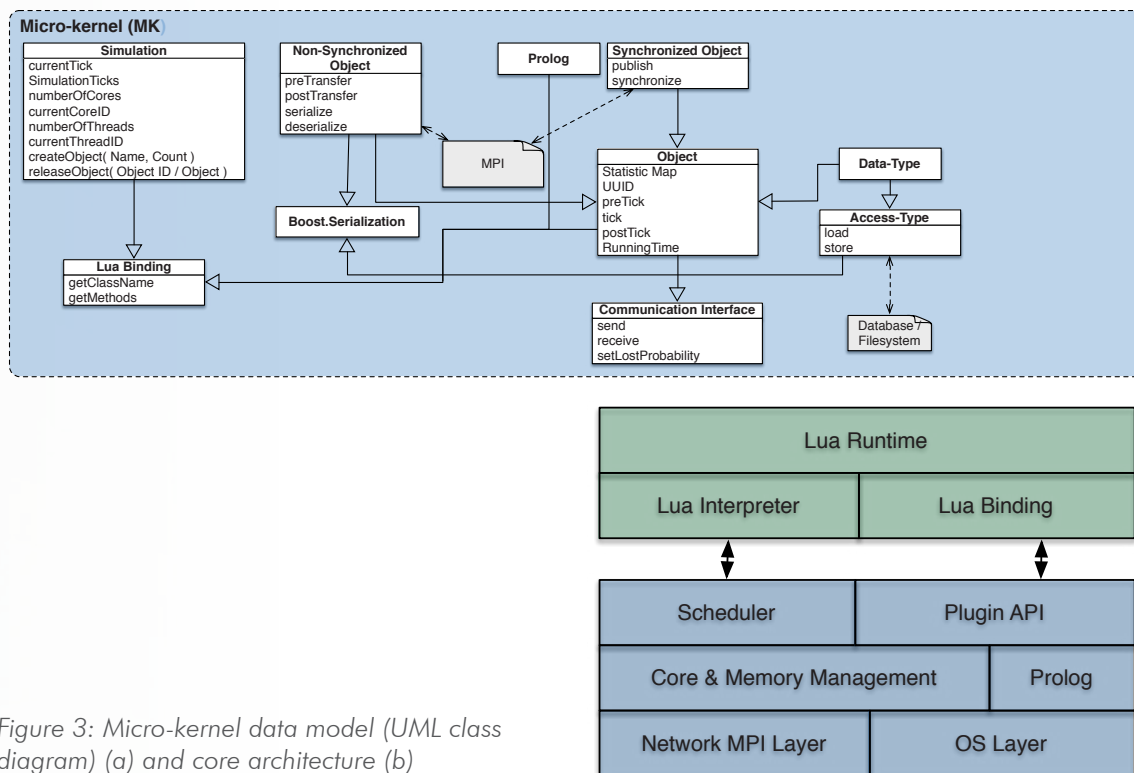 Micro-kernel (MK)
Simulation
currentTick
SimulationTicks
numberOfCores
currentCoreID
numberOfThreads
currentThreadID
createObject( Name, Count )
releaseObject( Object ID / Object )
Non-Synchronized
Object
preTransfer
postTransfer
serialize
deserialize
Prolog
Synchronized Object
publish
synchronize
MPI
Object
Statistic Map
UUID
preTick
tick
postTick
RunningTime
Data-Type
Boost.Serialization
Access-Type
load
store
Lua Binding
getClassName
getMethods
Communication Interface
send
receive
setLostProbability
Database /
Filesystem
Lua Runtime
Lua Interpreter
Lua Binding
Scheduler
Plugin API
Core & Memory Management
Prolog
Network MPI Layer
OS Layer
Figure 3: Micro-kernel data model (UML class
diagram) (a) and core architecture (b)